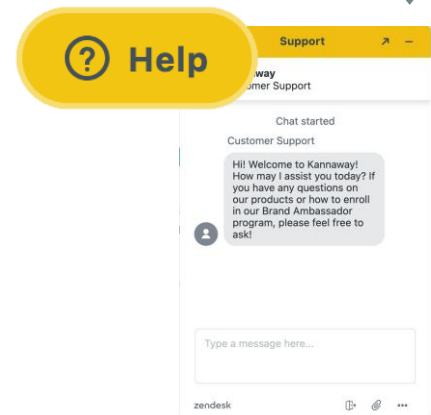 ? Help
Support
way
mer Support
Chat started
Customer Support
Hi! Welcome to Kannaway!
How may I assist you today? If
you have any questions on
our products or how to enroll
in our Brand Ambassador
program, please feel free to
ask!
Type a message here...
zendesk